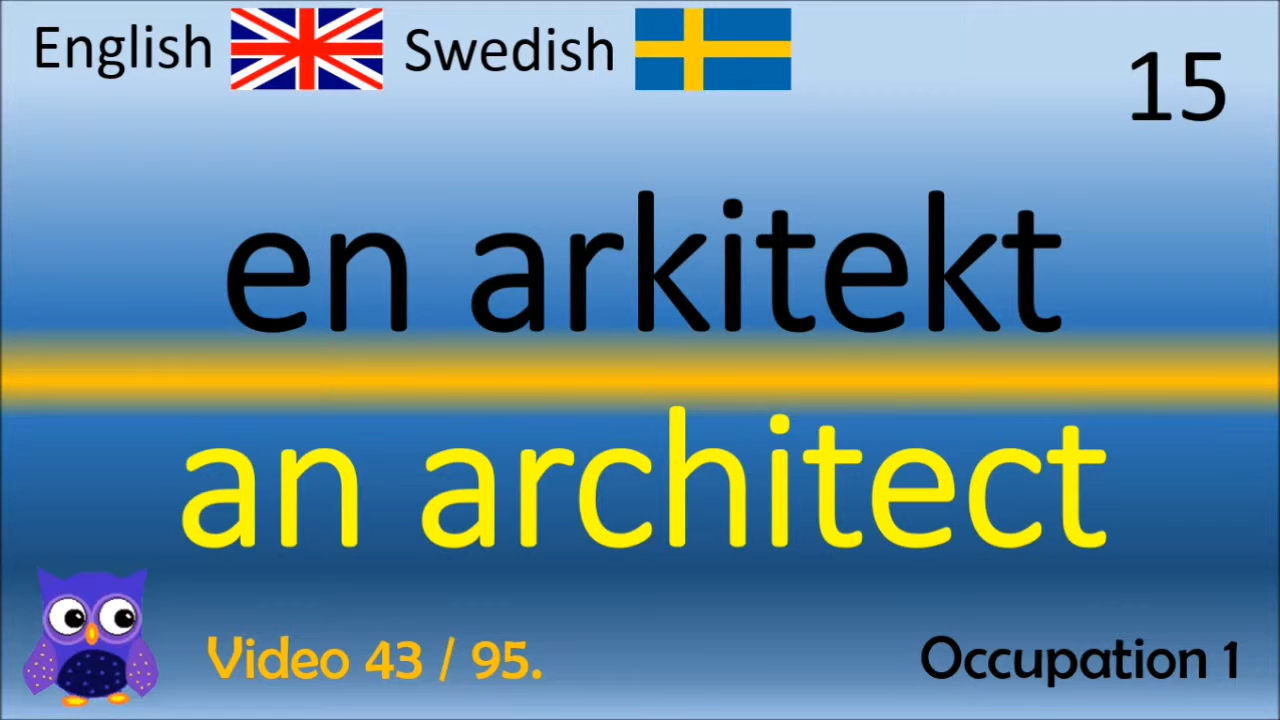 English Swedish 15
en arkitekt
an architect
Video 43 / 95. Occupation 1